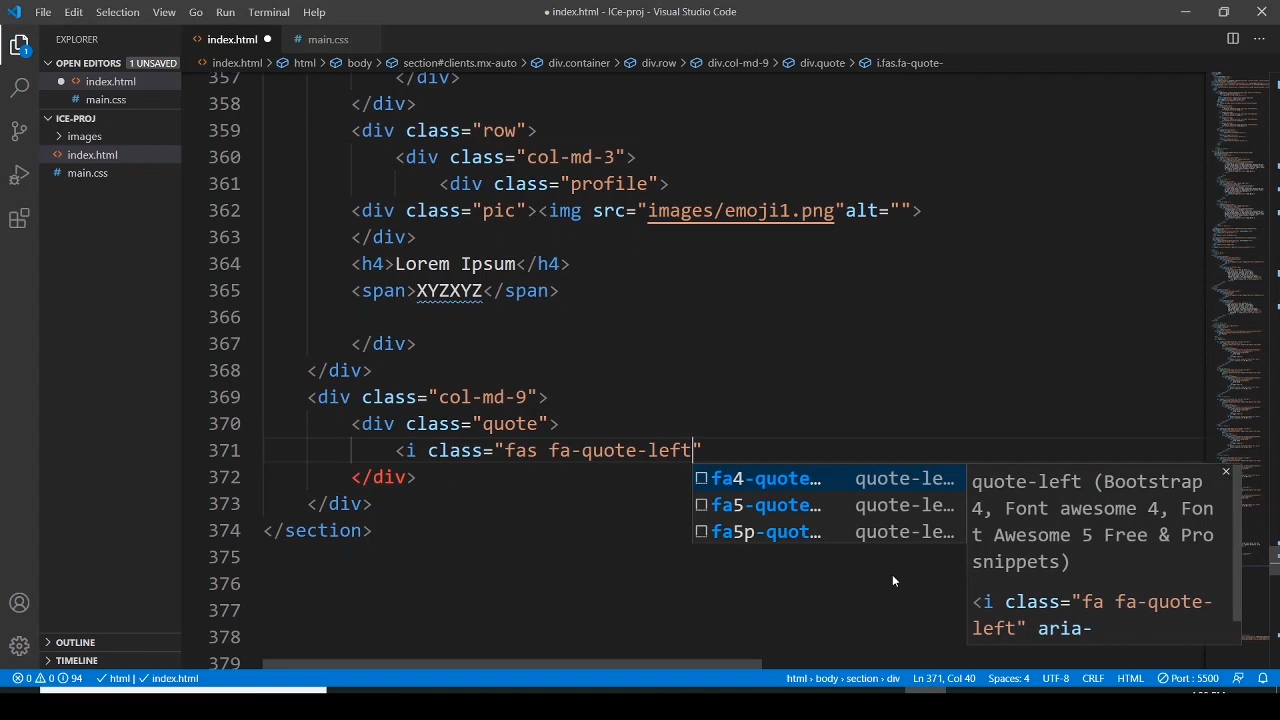 File Edit Selection View Go Run Terminal Help ● index.html - ICe-proj - Visual Studio Code
EXPLORER
OPEN EDITORS 1 UNSAVED
● index.html
# main.css
ICE-PROJ
images
index.html
main.css
OUTLINE
TIMELINE
1
index.html ● main.css
index.html > html > body > section#clients.mx-auto > div.container > div.row > div.col-md-9 > div.quote > i.fas.fa-quote-
357 </div>
358 </div>
359 <div class="row">
360 <div class="col-md-3">
361 <div class="profile">
362 <div class="pic"><img src="images/emoji1.png"alt="">
363 </div>
364 <h4>Lorem Ipsum</h4>
365 <span>XYZXYZ</span>
366
367 </div>
368 </div>
369 <div class="col-md-9">
370 <div class="quote">
371 <i class="fas fa-quote-left"
372 </div>
373 </div>
374 </section>
375
376
377
378
379
fa4-quote… quote-le…
fa5-quote… quote-le…
fa5p-quot… quote-le…
quote-left (Bootstrap
4, Font awesome 4, Fon
t Awesome 5 Free & Pro
snippets)
<i class="fa fa-quote-
left" aria-
0 0 94 html | index.html html > body > section > div Ln 371, Col 40 Spaces: 4 UTF-8 CRLF HTML Port : 5500